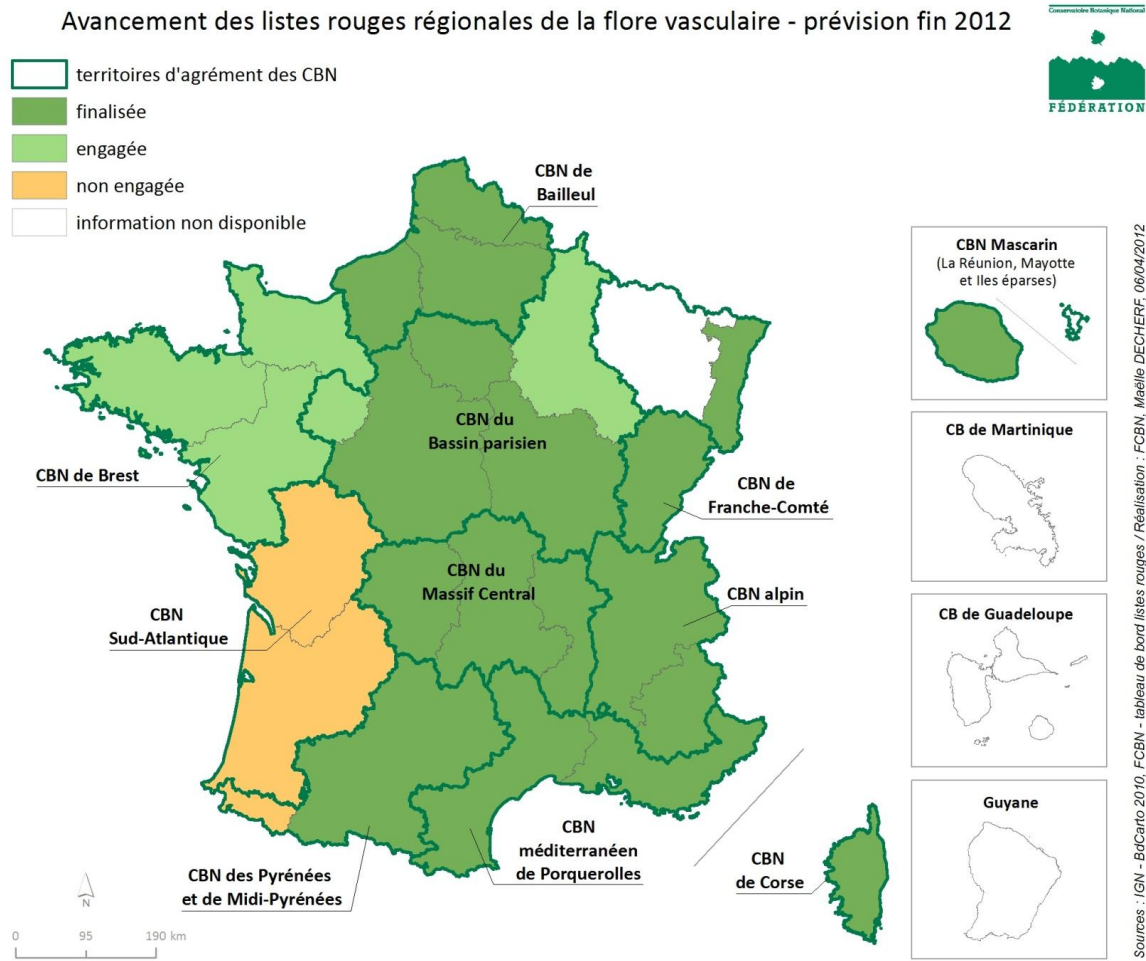 Avancement des listes rouges régionales de la flore vasculaire - prévision fin 2012
Conservatoire Botanique National
FÉDÉRATION
territoires d'agrément des CBN
finalisée
engagée
non engagée
information non disponible
CBN de
Bailleul
CBN Mascarin
(La Réunion, Mayotte
et Iles éparses)
CBN du
Bassin parisien
CB de Martinique
CBN de Brest
CBN de
Franche-Comté
CBN du
Massif Central
CBN alpin
CBN
Sud-Atlantique
CB de Guadeloupe
Guyane
CBN
méditerranéen
de Porquerolles
CBN
de Corse
CBN des Pyrénées
et de Midi-Pyrénées
N
0 95 190 km
Sources : IGN - BdCarto 2010, FCBN - tableau de bord listes rouges / Réalisation : FCBN, Maëlle DECHERF, 06/04/2012